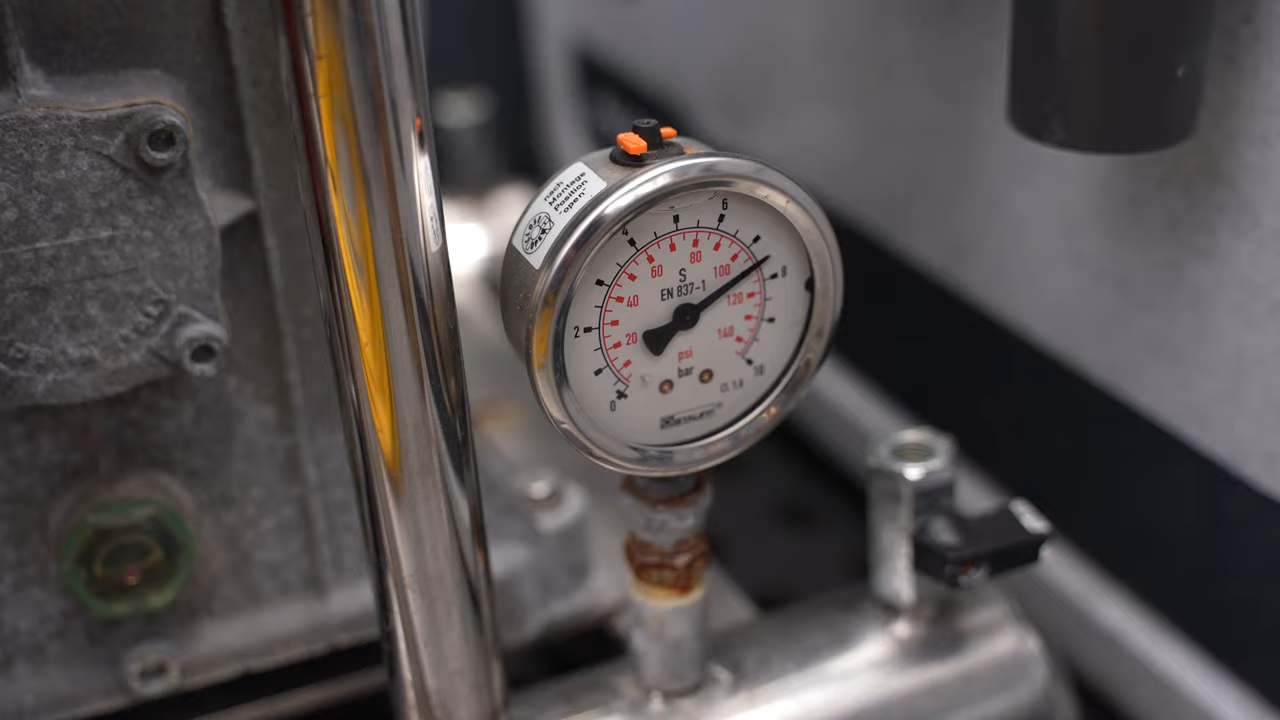 nach
Montage
Position
"open"
6
4
80
60
S
100
8
EN 837-1
40
120
2
20
140
psi
bar
10
CL 1.6
0